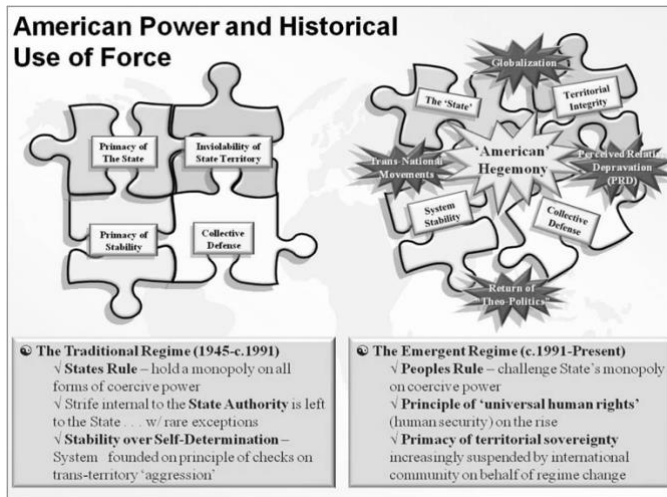 American Power and Historical
Use of Force
Primacy of
The State
Inviolability of
State Territory
Primacy of
Stability
Collective
Defense
Globalization
The 'State'
Territorial
Integrity
Trans-National
Movements
'American'
Hegemony
Perceived Relative
Depravation
(PRD)
System
Stability
Collective
Defense
Return of
"Theo-Politics"
☯ The Traditional Regime (1945-c.1991)
√ States Rule – hold a monopoly on all
forms of coercive power
√ Strife internal to the State Authority is left
to the State . . . w/ rare exceptions
√ Stability over Self-Determination –
System founded on principle of checks on
trans-territory 'aggression'
☯ The Emergent Regime (c.1991-Present)
√ Peoples Rule – challenge State's monopoly
on coercive power
√ Principle of 'universal human rights'
(human security) on the rise
√ Primacy of territorial sovereignty
increasingly suspended by international
community on behalf of regime change